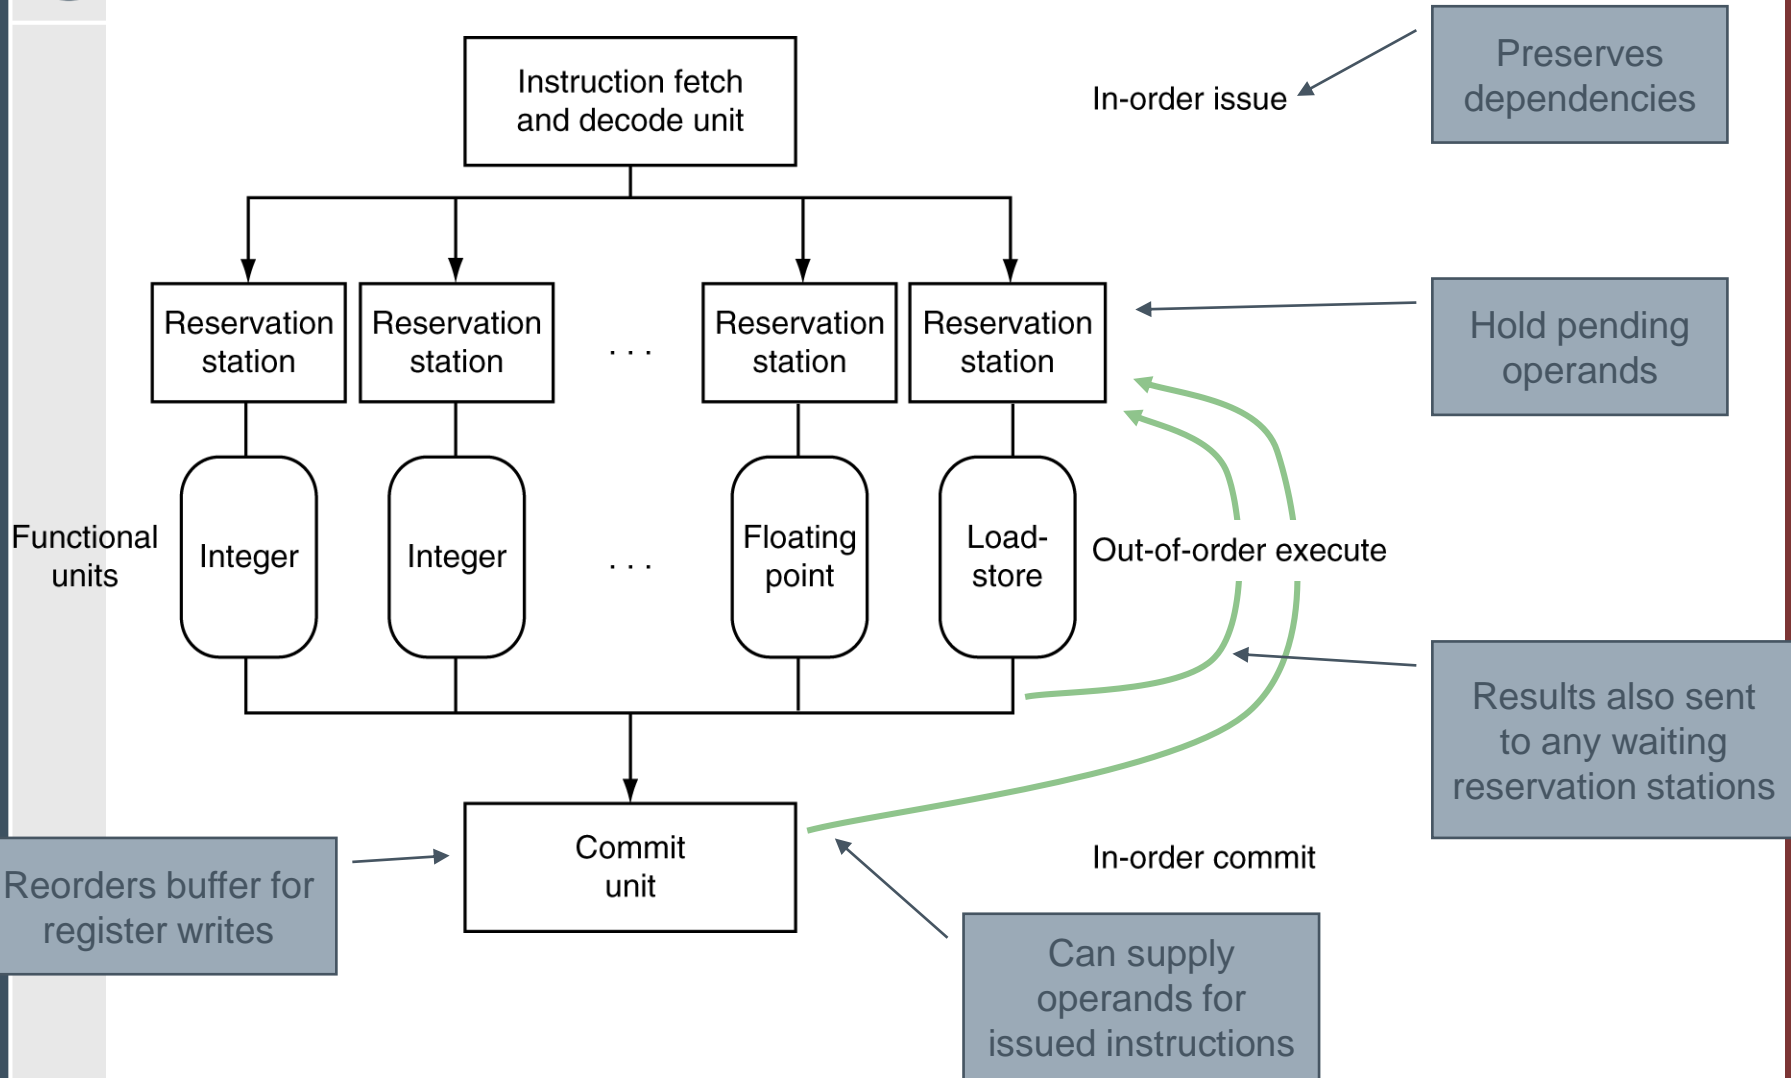 Preserves
dependencies
Instruction fetch
and decode unit
In-order issue
Reservation
station
Reservation
station
. . .
Reservation
station
Reservation
station
Hold pending
operands
Functional
units
Integer
Integer
. . .
Floating
point
Load-
store
Out-of-order execute
Results also sent
to any waiting
reservation stations
Commit
unit
In-order commit
Reorders buffer for
register writes
Can supply
operands for
issued instructions